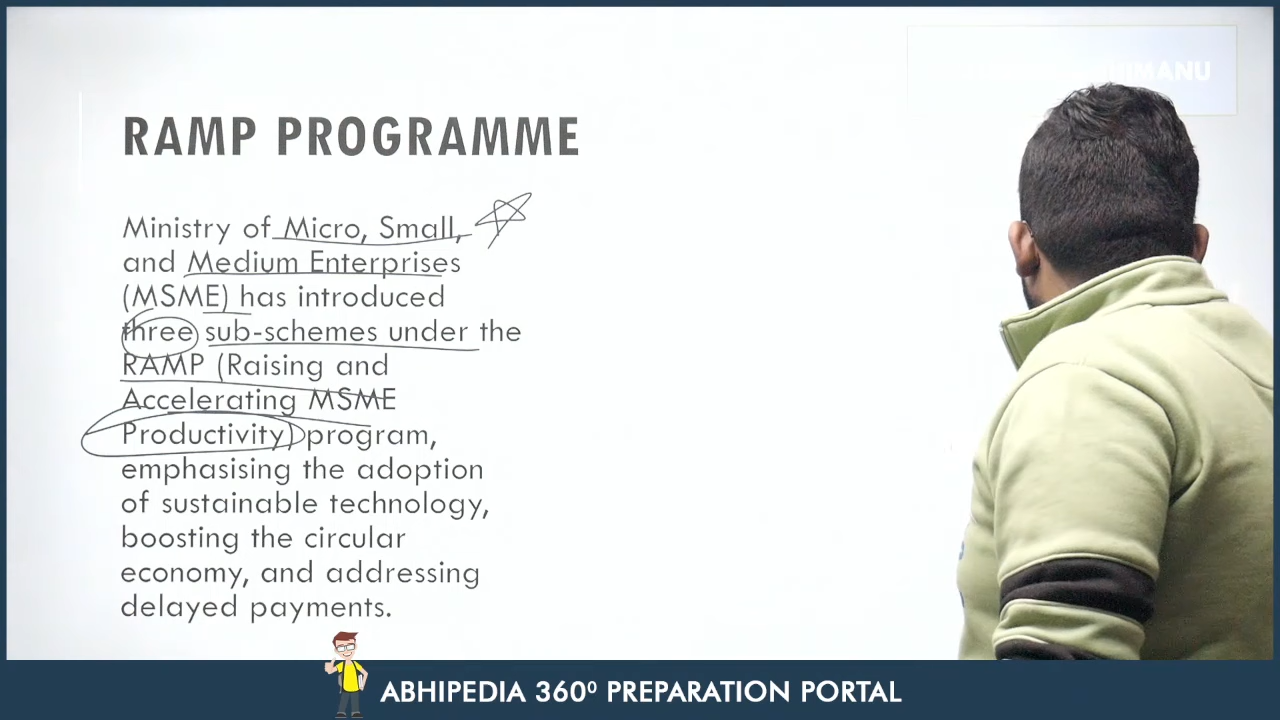 RAMP PROGRAMME
Ministry of Micro, Small,
and Medium Enterprises
(MSME) has introduced
three sub-schemes under the
RAMP (Raising and
Accelerating MSME
Productivity) program,
emphasising the adoption
of sustainable technology,
boosting the circular
economy, and addressing
delayed payments.
ABHIPEDIA 360⁰ PREPARATION PORTAL